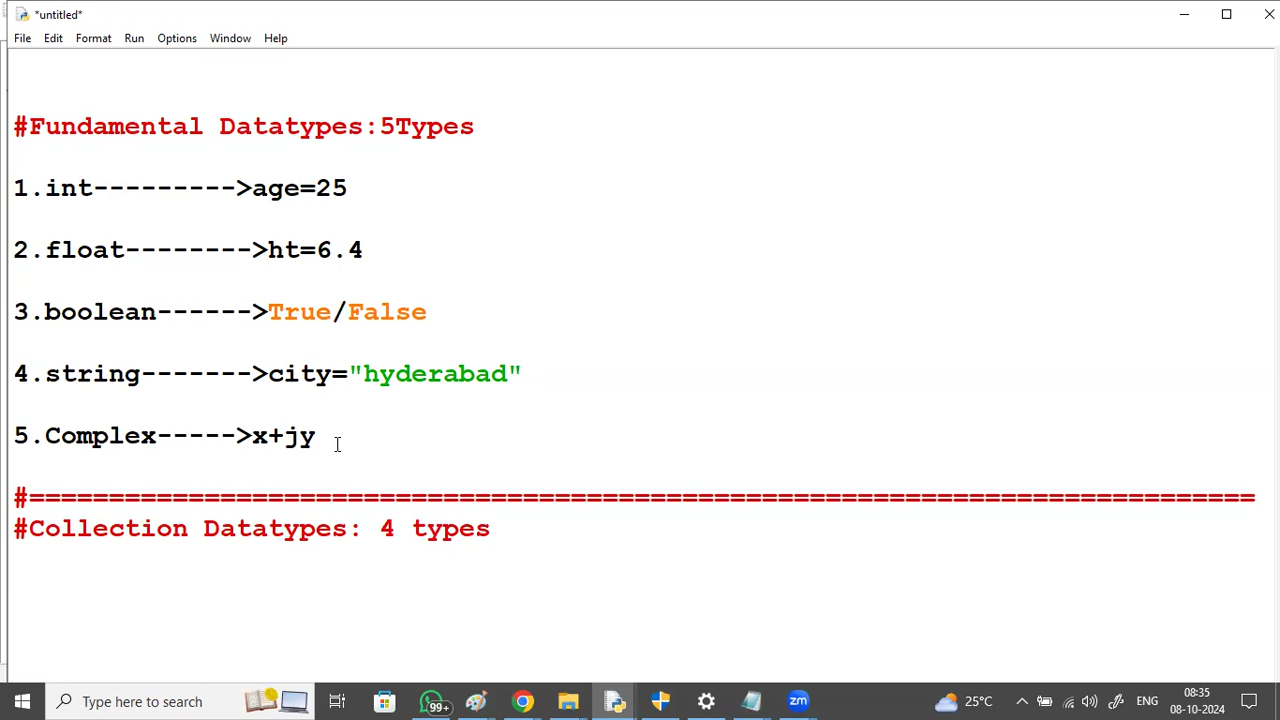 *untitled*
File Edit Format Run Options Window Help
#Fundamental Datatypes:5Types
1.int--------->age=25
2.float-------->ht=6.4
3.boolean------>True/False
4.string------->city="hyderabad"
5.Complex----->x+jy
#=============================================================================
#Collection Datatypes: 4 types
Type here to search
99+
zm
25°C
ENG
08:35
08-10-2024